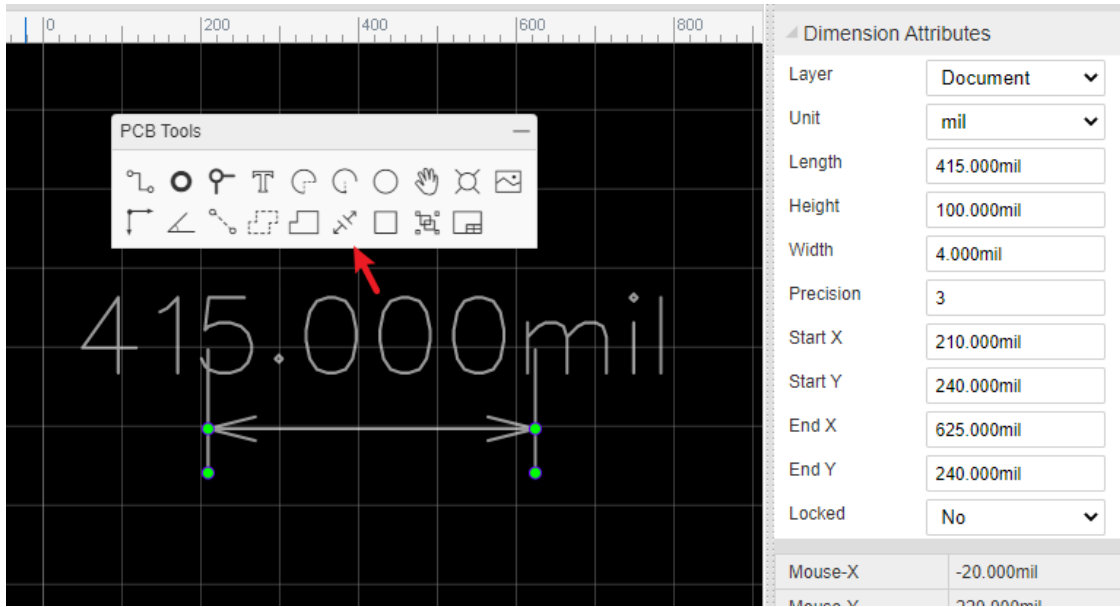 0 200 400 600 800
PCB Tools
415.000mil
Dimension Attributes
Layer Document
Unit mil
Length 415.000mil
Height 100.000mil
Width 4.000mil
Precision 3
Start X 210.000mil
Start Y 240.000mil
End X 625.000mil
End Y 240.000mil
Locked No
Mouse-X -20.000mil